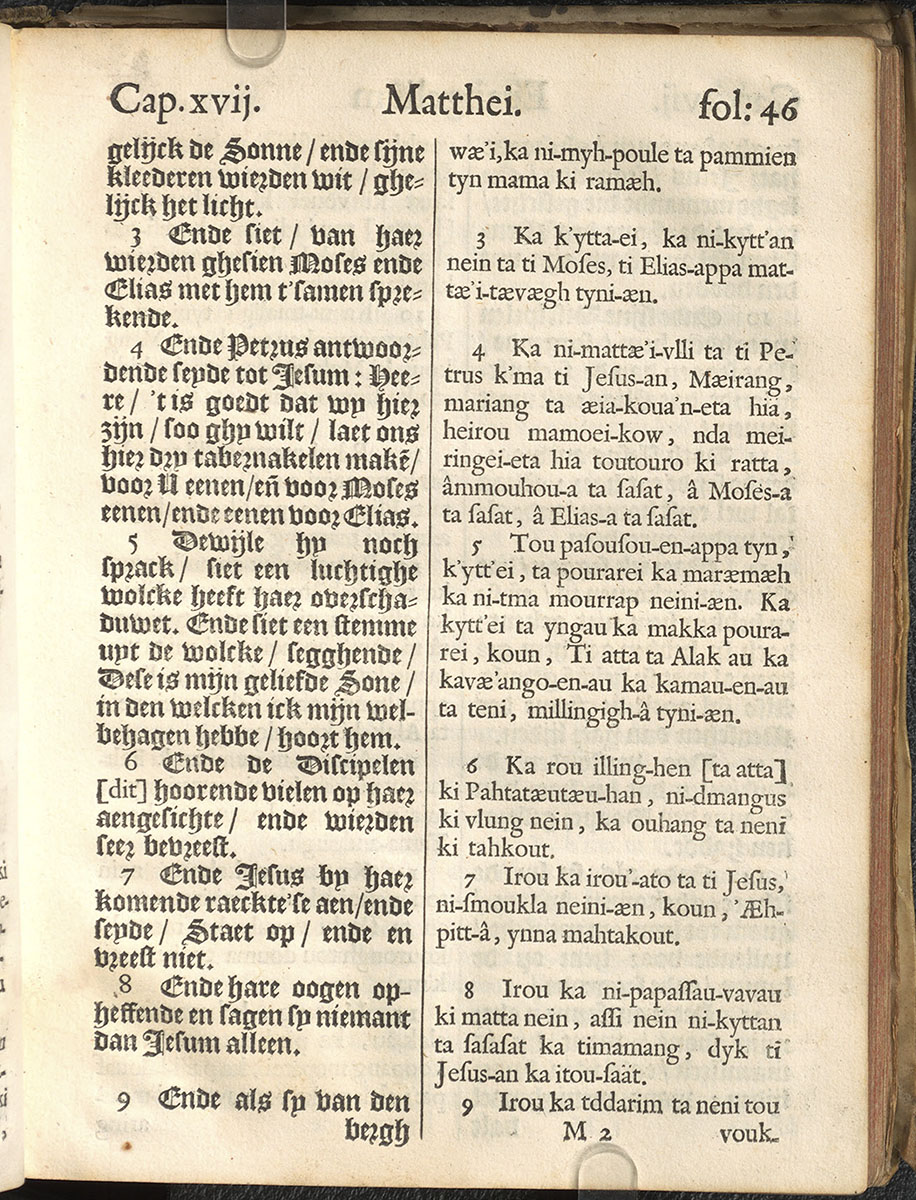 Cap. xvij.
Matthei.
fol: 46
gelijck de Sonne / ende sijne
kleederen wierden wit / ghe-
lijck het licht.
3 Ende siet / van haer
wierden ghesien Moses ende
Elias met hem t'samen spre-
kende.
4 Ende Petrus antwoor-
dende seyde tot Jesum : Hee-
re / 't is goedt dat wy hier
zijn / soo ghy wilt / laet ons
hier dry tabernakelen makē /
voor U eenen / eñ voor Moses
eenen / ende eenen voor Elias.
5 Dewijle hy noch
sprack / siet een luchtighe
wolcke heeft haer overscha-
duwet. Ende siet een stemme
uyt de wolcke / segghende /
Dese is mijn geliefde Sone /
in den welcken ick mijn wel-
behagen hebbe / hoort hem.
6 Ende de Discipelen
[dit] hoorende vielen op haer
aengesichte / ende wierden
seer bevreest.
7 Ende Jesus by haer
komende raeckte'se aen / ende
seyde / Staet op / ende en
vreest niet.
8 Ende hare oogen op-
heffende en sagen sy niemant
dan Jesum alleen.
9 Ende als sy van den
bergh
wæ'i, ka ni-myh-poule ta pammien
tyn mama ki ramæh.
3 Ka k'ytta-ei, ka ni-kytt'an
nein ta ti Moſes, ti Elias-appa mat-
tæ'i-tævægh tyni-æn.
4 Ka ni-mattæ'i-vlli ta ti Pe-
trus k'ma ti Jeſus-an, Mæirang,
mariang ta æia-koua'n-eta hia,
heirou mamoei-kow, nda mei-
ringei-eta hia toutouro ki ratta,
âmmouhou-a ta ſaſat, â Moſes-a
ta ſaſat, â Elias-a ta ſaſat.
5 Tou paſouſou-en-appa tyn,
k'ytt'ei, ta pourarei ka maræmæh
ka ni-tma mourrap neini-æn. Ka
kytt'ei ta yngau ka makka poura-
rei, koun, Ti atta ta Alak au ka
kavæ'ango-en-au ka kamau-en-au
ta teni, millingigh-â tyni-æn.
6 Ka rou illing-hen [ta atta]
ki Pahtatæutæu-han, ni-dmangus
ki vlung nein, ka ouhang ta nenī
ki tahkout.
7 Irou ka irou'-ato ta ti Jeſus,
ni-ſmoukla neini-æn, koun, 'Æh-
pitt-â, ynna mahtakout.
8 Irou ka ni-papaſſau-vavau
ki matta nein, aſſi nein ni-kyttan
ta ſaſaſat ka timamang, dyk tī
Jeſus-an ka itou-ſaät.
9 Irou ka tddarim ta nēni tou
M 2
vouk-